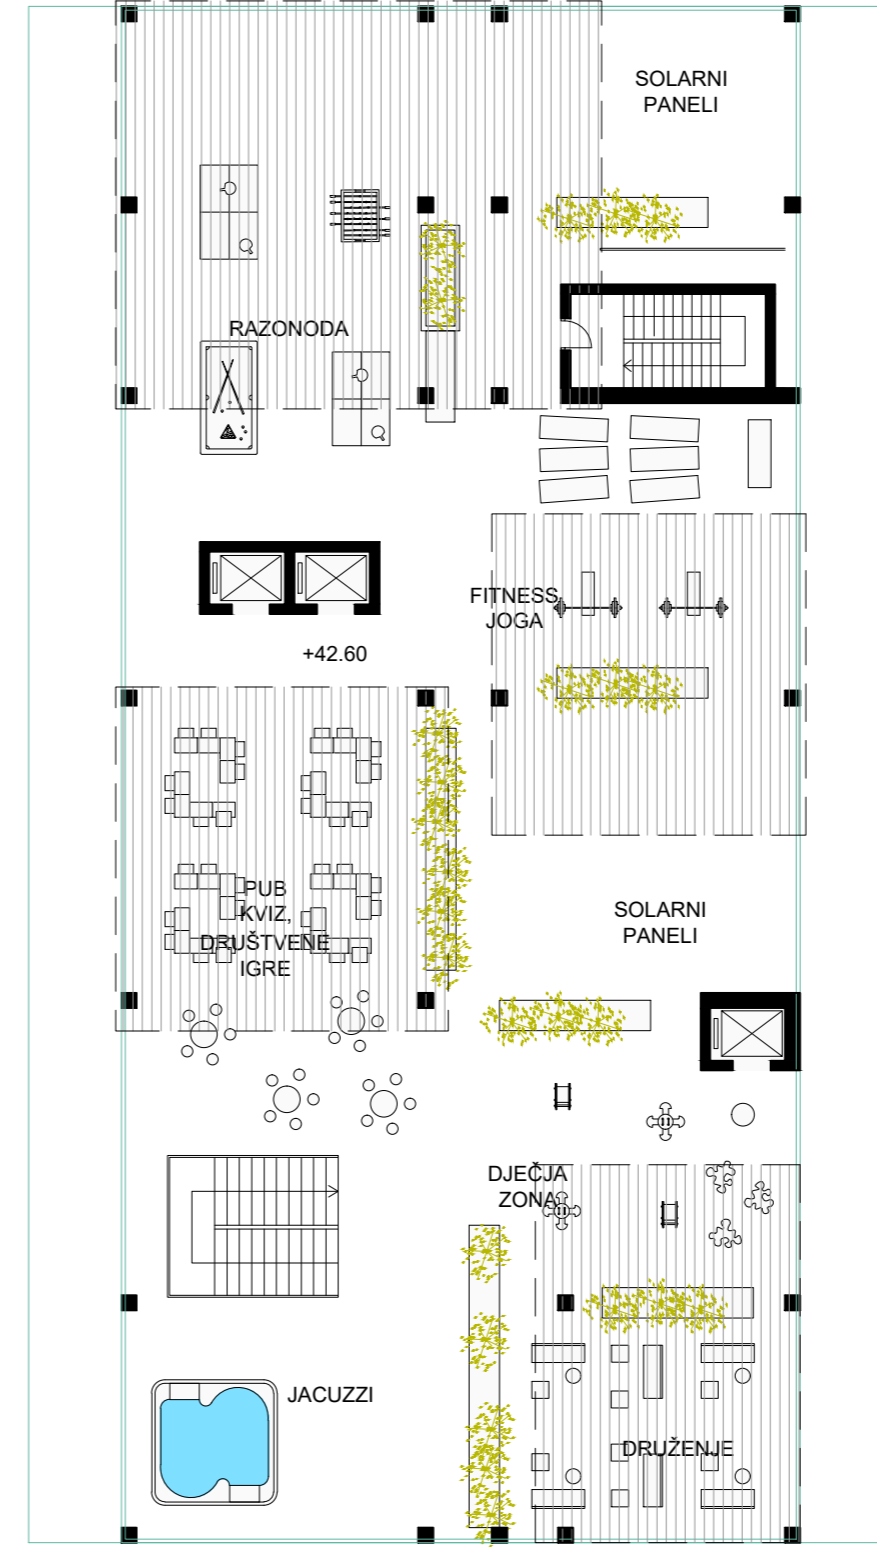 SOLARNI
PANELI
RAZONODA
FITNESS,
JOGA
+42.60
PUB
KVIZ,
DRUŠTVENE
IGRE
SOLARNI
PANELI
DJEČJA
ZONA
JACUZZI
DRUŽENJE